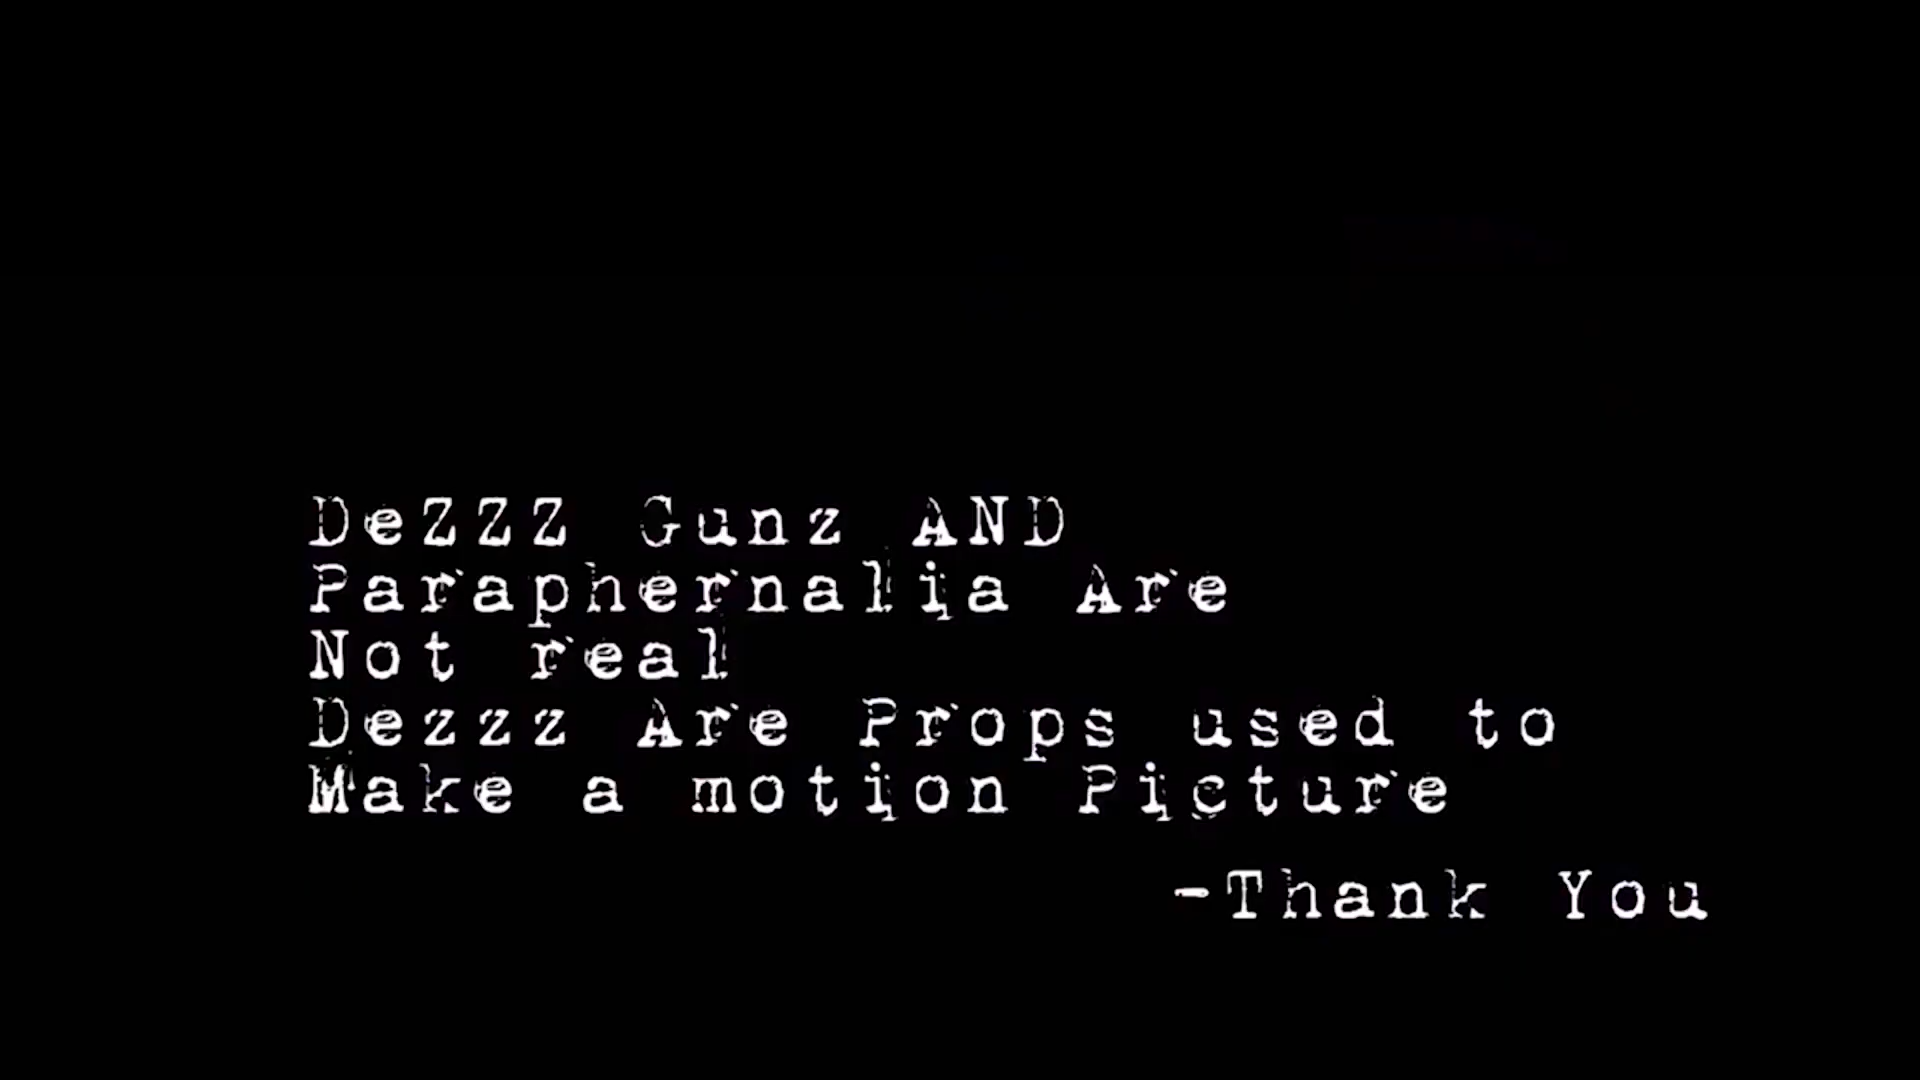 DeZZZ Gunz AND
Paraphernalia Are
Not real
Dezzz Are Props used to
Make a motion Picture
-Thank You